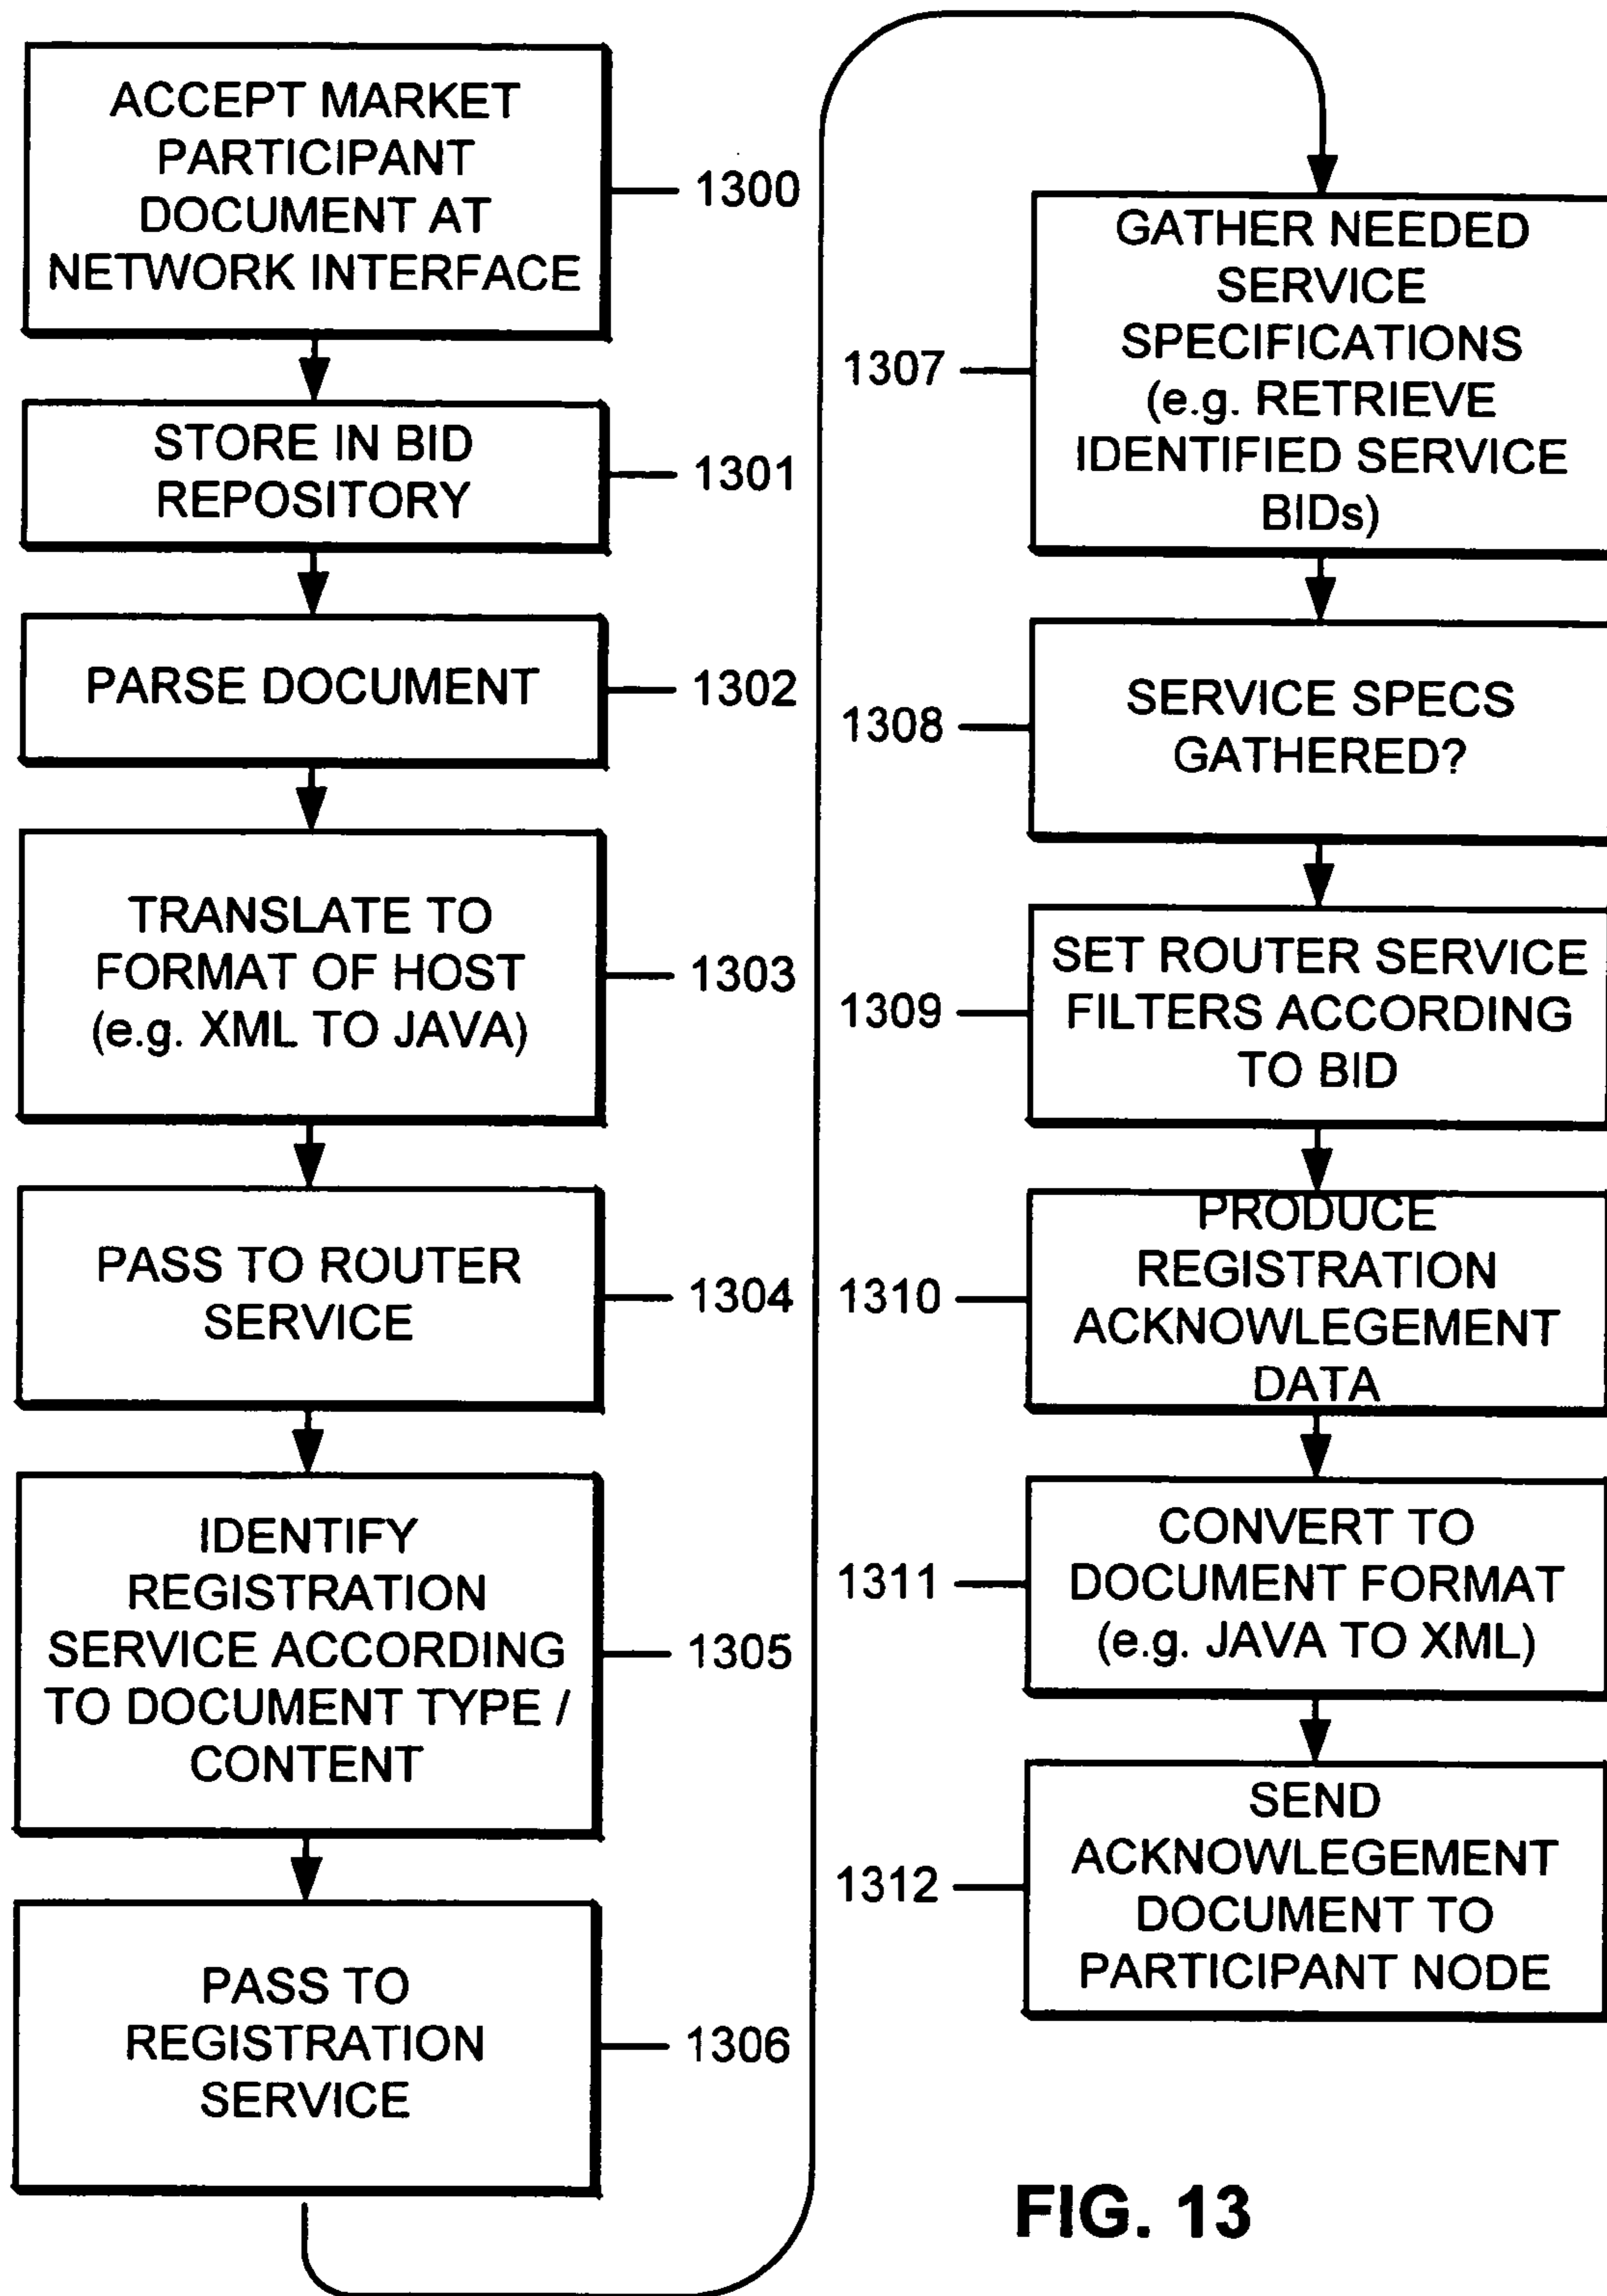 ACCEPT MARKET
PARTICIPANT
DOCUMENT AT
NETWORK INTERFACE
1300
STORE IN BID
REPOSITORY
1301
PARSE DOCUMENT
1302
TRANSLATE TO
FORMAT OF HOST
(e.g. XML TO JAVA)
1303
PASS TO ROUTER
SERVICE
1304
IDENTIFY
REGISTRATION
SERVICE ACCORDING
TO DOCUMENT TYPE /
CONTENT
1305
PASS TO
REGISTRATION
SERVICE
1306
GATHER NEEDED
SERVICE
SPECIFICATIONS
(e.g. RETRIEVE
IDENTIFIED SERVICE
BIDs)
1307
SERVICE SPECS
GATHERED?
1308
SET ROUTER SERVICE
FILTERS ACCORDING
TO BID
1309
PRODUCE
REGISTRATION
ACKNOWLEGEMENT
DATA
1310
CONVERT TO
DOCUMENT FORMAT
(e.g. JAVA TO XML)
1311
SEND
ACKNOWLEGEMENT
DOCUMENT TO
PARTICIPANT NODE
1312
FIG. 13